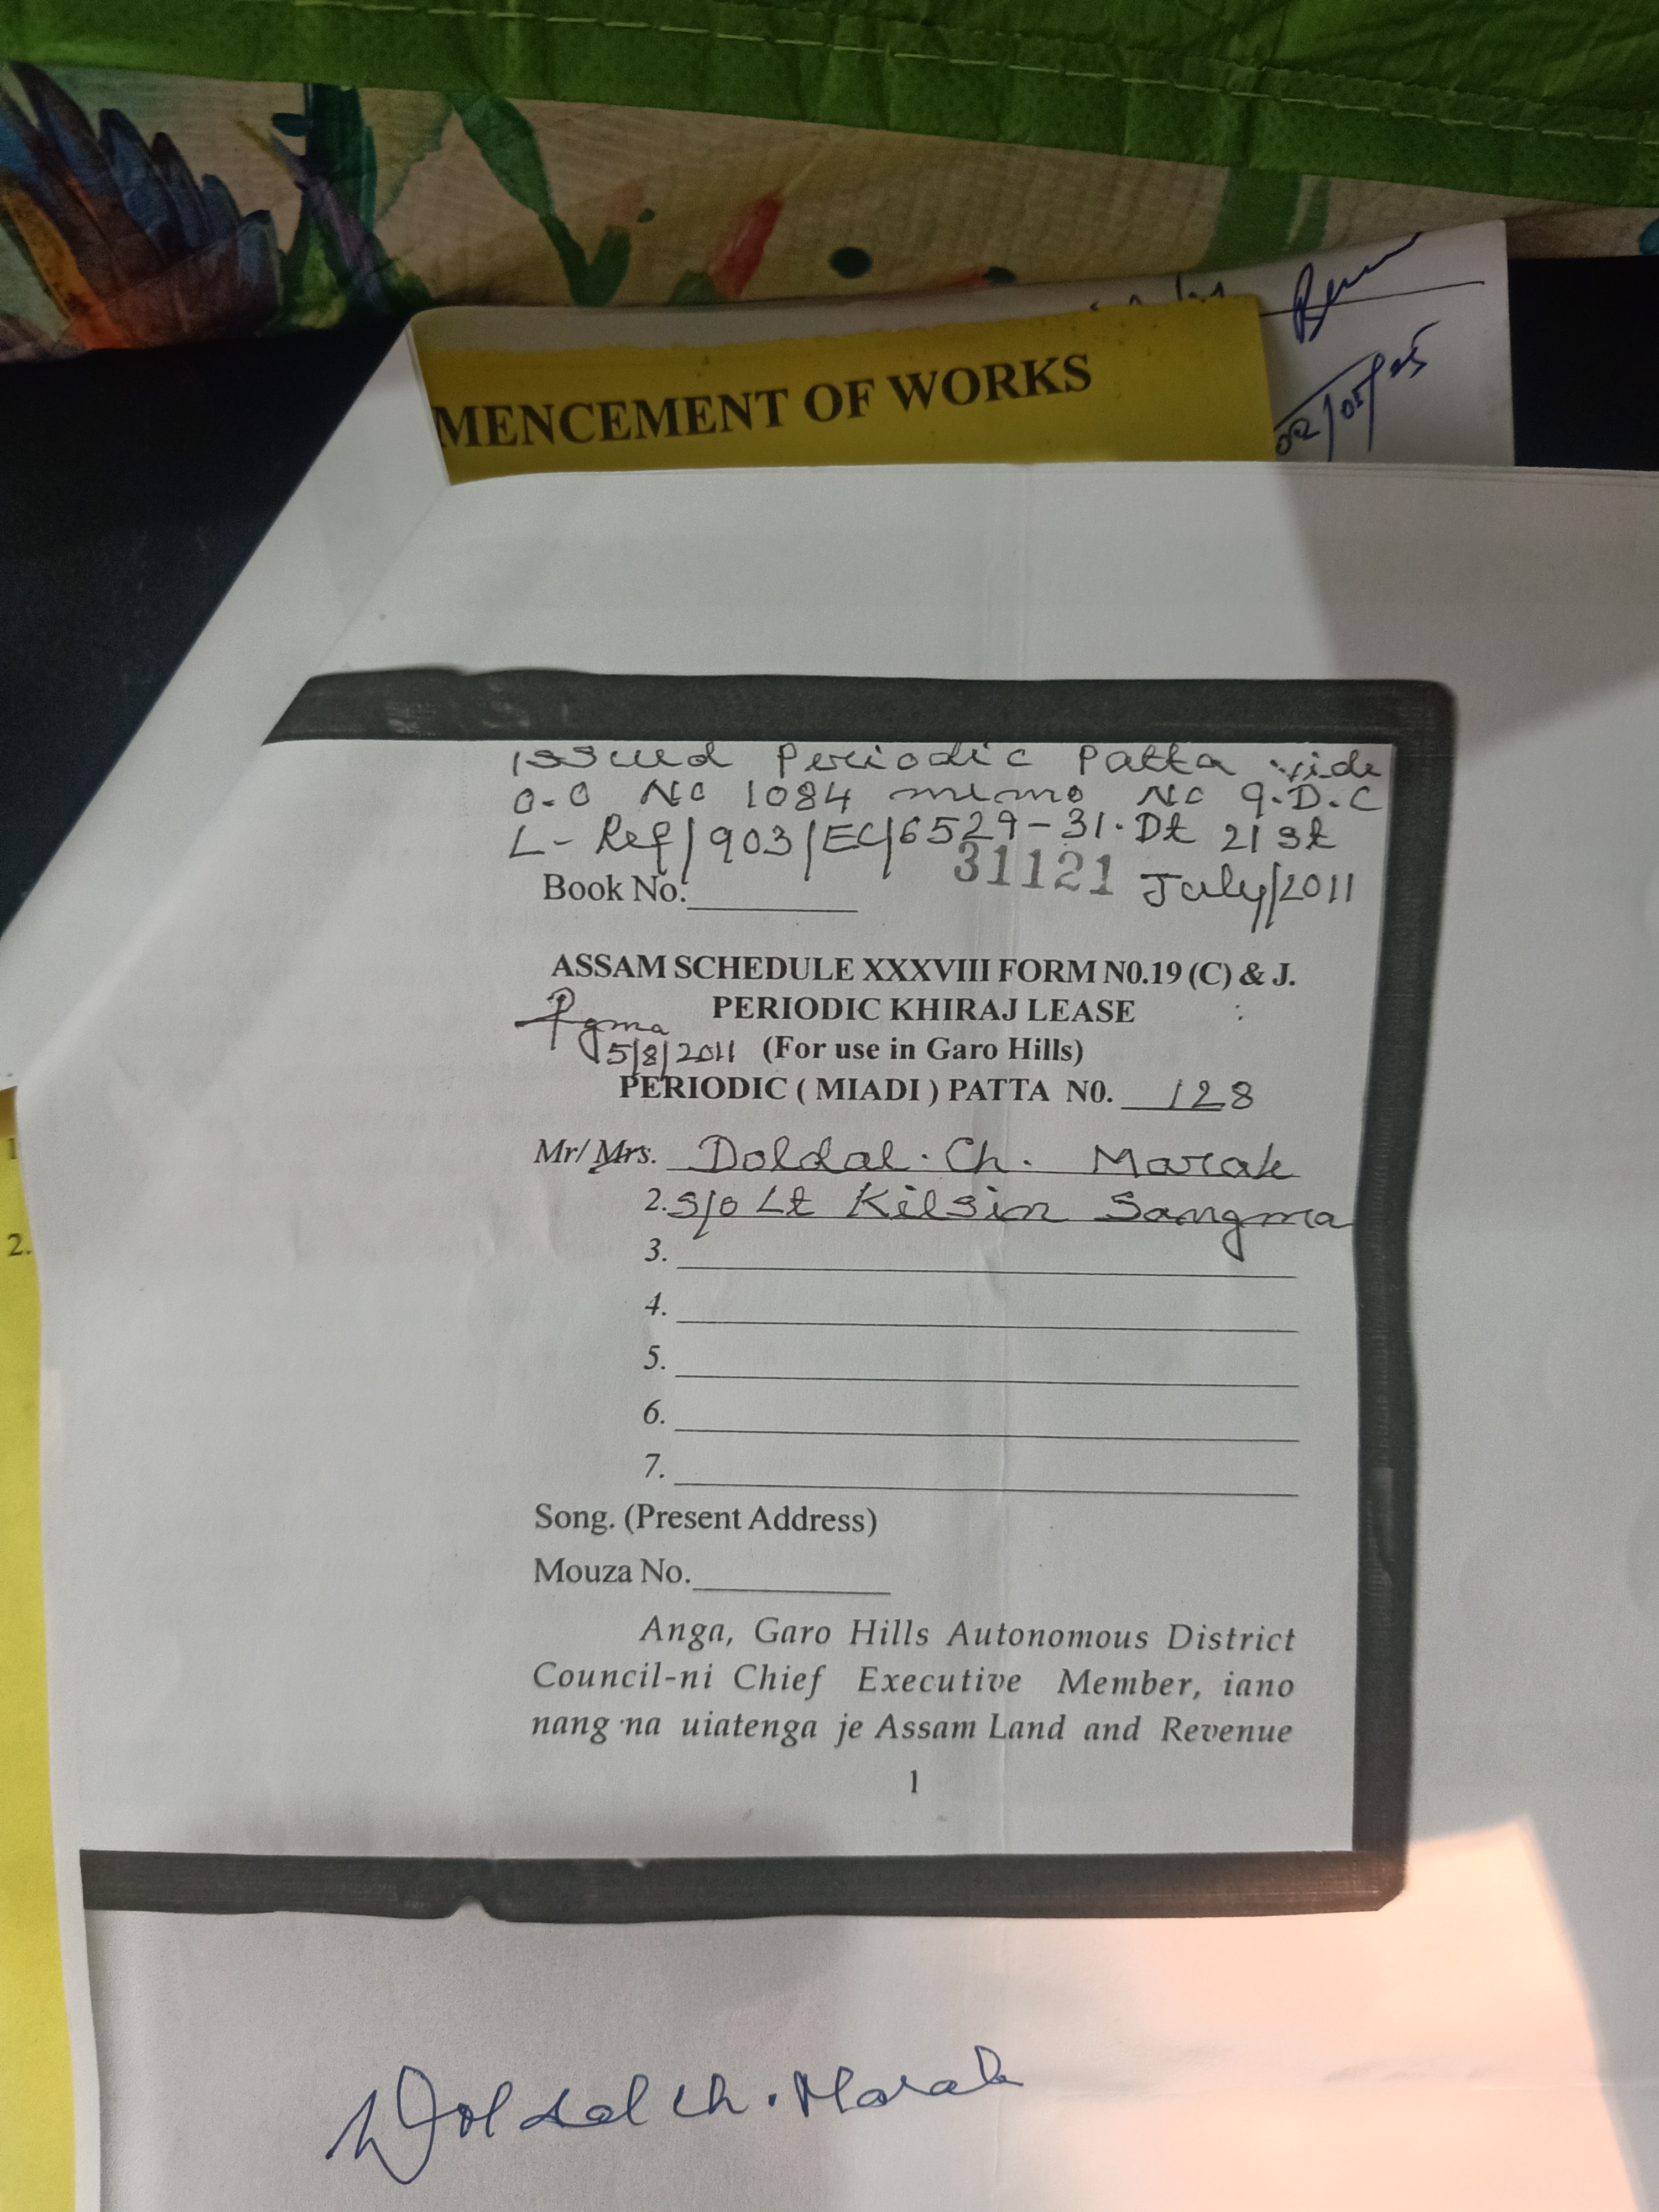 MENCEMENT OF WORKS
02/05/25
issued Periodic Patta vide
O.O No 1084 memo No G.D.C
L-Ref/903/EC/6529-31. Dt 21st
31121 July/2011
Book No.
ASSAM SCHEDULE XXXVIII FORM N0.19 (C) & J.
PERIODIC KHIRAJ LEASE
5/8/2011 (For use in Garo Hills)
PERIODIC ( MIADI ) PATTA N0. 128
Mr/ Mrs. Doldal. Ch. Marak
2. S/o Lt Kilsin Sangma
3.
4.
5.
6.
7.
Song. (Present Address)
Mouza No.
Anga, Garo Hills Autonomous District
Council-ni Chief Executive Member, iano
nang·na uiatenga je Assam Land and Revenue
1
Doldal Ch. Marak
2.